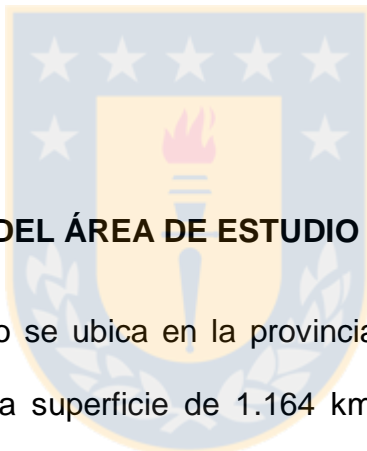 DEL ÁREA DE ESTUDIO
o se ubica en la provincia
a superficie de 1.164 km